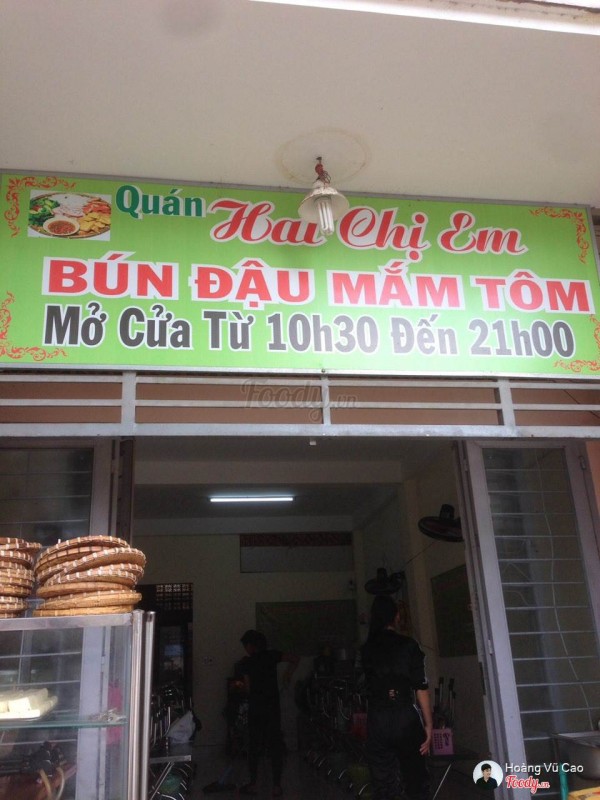 Quán Hai Chị Em
BÚN ĐẬU MẮM TÔM
Mở Cửa Từ 10h30 Đến 21h00
Foody.vn
Hoàng Vũ Cao
Foody.vn